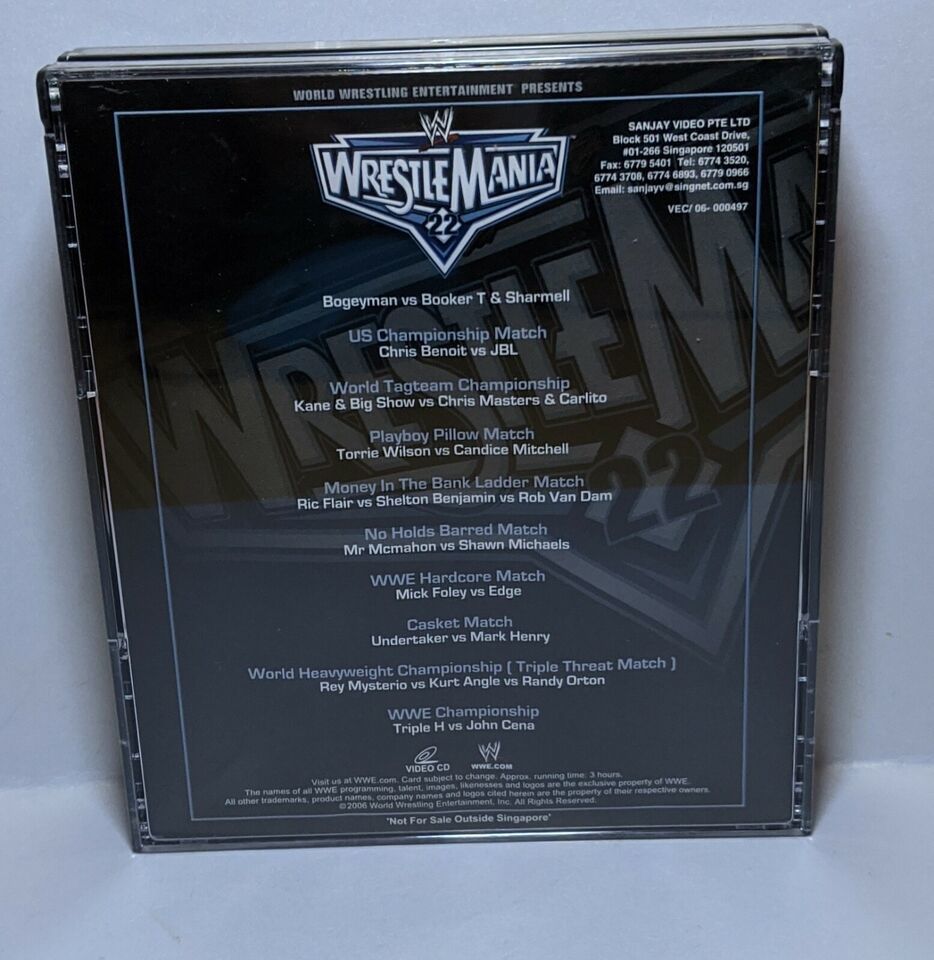 WORLD WRESTLING ENTERTAINMENT PRESENTS
W
WRESTLEMANIA
22
SANJAY VIDEO PTE LTD
Block 501 West Coast Drive,
#01-266 Singapore 120501
Fax: 6779 5401 Tel: 6774 3520,
6774 3708, 6774 6893, 6779 0966
Email: sanjayv@singnet.com.sg
VEC/ 06- 000497
Bogeyman vs Booker T & Sharmell
US Championship Match
Chris Benoit vs JBL
World Tagteam Championship
Kane & Big Show vs Chris Masters & Carlito
Playboy Pillow Match
Torrie Wilson vs Candice Mitchell
Money In The Bank Ladder Match
Ric Flair vs Shelton Benjamin vs Rob Van Dam
No Holds Barred Match
Mr Mcmahon vs Shawn Michaels
WWE Hardcore Match
Mick Foley vs Edge
Casket Match
Undertaker vs Mark Henry
World Heavyweight Championship ( Triple Threat Match )
Rey Mysterio vs Kurt Angle vs Randy Orton
WWE Championship
Triple H vs John Cena
VIDEO CD
W
WWE.COM
Visit us at WWE.com. Card subject to change. Approx. running time: 3 hours.
The names of all WWE programming, talent, images, likenesses and logos are the exclusive property of WWE.
All other trademarks, product names, company names and logos cited herein are the property of their respective owners.
©2006 World Wrestling Entertainment, Inc. All Rights Reserved.
'Not For Sale Outside Singapore'
WRESTLEMA
22